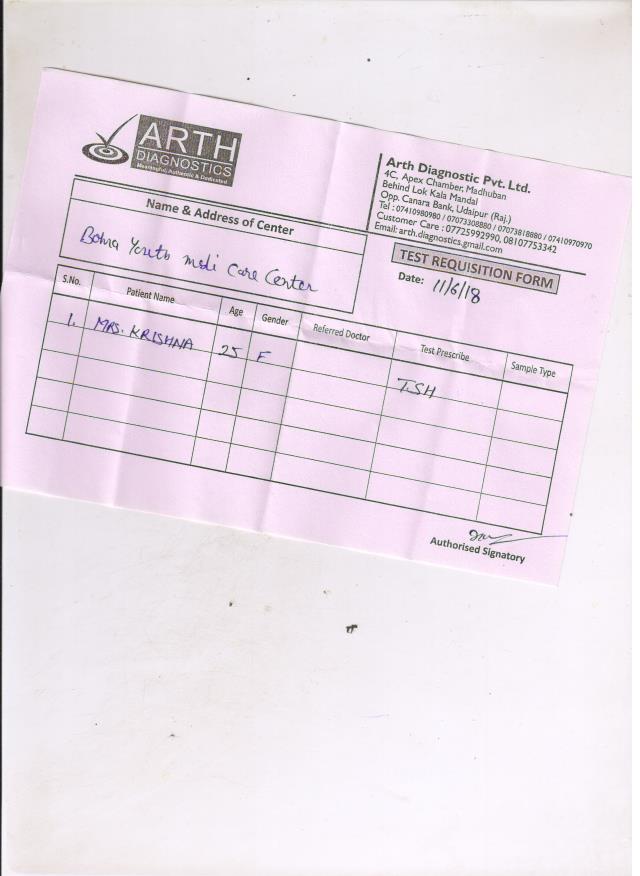 ARTH
DIAGNOSTICS
Meaningful, Authentic & Dedicated
Arth Diagnostic Pvt. Ltd.
4C, Apex Chamber, Madhuban
Behind Lok Kala Mandal
Opp. Canara Bank, Udaipur (Raj.)
Tel : 07410980980 / 07073308880 / 07073818880 / 07410970970
Customer Care : 07725992990, 08107753342
Email: arth.diagnostics.gmail.com
Name & Address of Center
Bohra Youth Medi Care Center
TEST REQUISITION FORM
Date: 11/6/18
S.No. Patient Name Age Gender Referred Doctor Test Prescribe Sample Type
1. MRS. KRISHNA 25 F TSH
Authorised Signatory